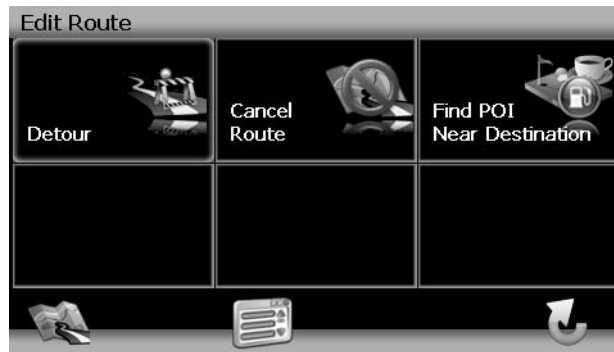 Edit Route
Detour
Cancel
Route
Find POI
Near Destination